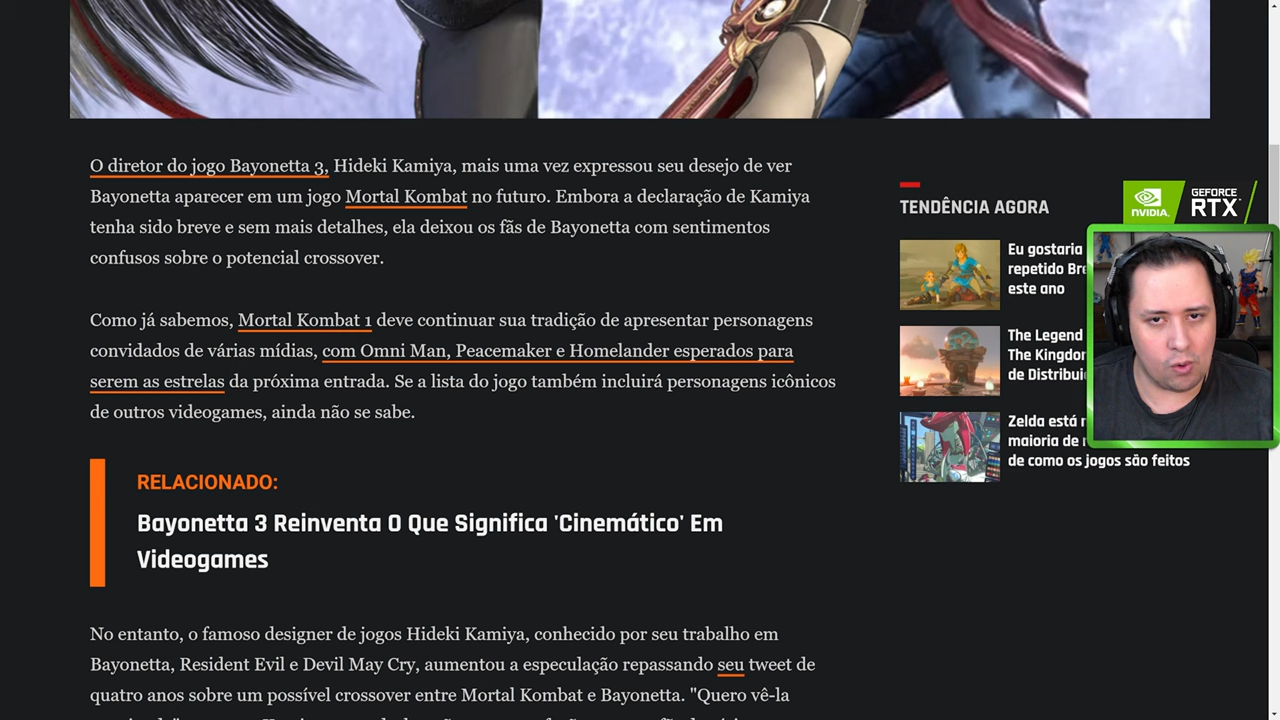 O diretor do jogo Bayonetta 3, Hideki Kamiya, mais uma vez expressou seu desejo de ver
Bayonetta aparecer em um jogo Mortal Kombat no futuro. Embora a declaração de Kamiya
tenha sido breve e sem mais detalhes, ela deixou os fãs de Bayonetta com sentimentos
confusos sobre o potencial crossover.
Como já sabemos, Mortal Kombat 1 deve continuar sua tradição de apresentar personagens
convidados de várias mídias, com Omni Man, Peacemaker e Homelander esperados para
serem as estrelas da próxima entrada. Se a lista do jogo também incluirá personagens icônicos
de outros videogames, ainda não se sabe.
RELACIONADO:
Bayonetta 3 Reinventa O Que Significa 'Cinemático' Em
Videogames
No entanto, o famoso designer de jogos Hideki Kamiya, conhecido por seu trabalho em
Bayonetta, Resident Evil e Devil May Cry, aumentou a especulação repassando seu tweet de
quatro anos sobre um possível crossover entre Mortal Kombat e Bayonetta. "Quero vê-la
TENDÊNCIA AGORA
NVIDIA.
GEFORCE
RTX
Eu gostaria
repetido
este ano
The Legend
The
de
Zelda está
maioria de
de como os jogos são feitos